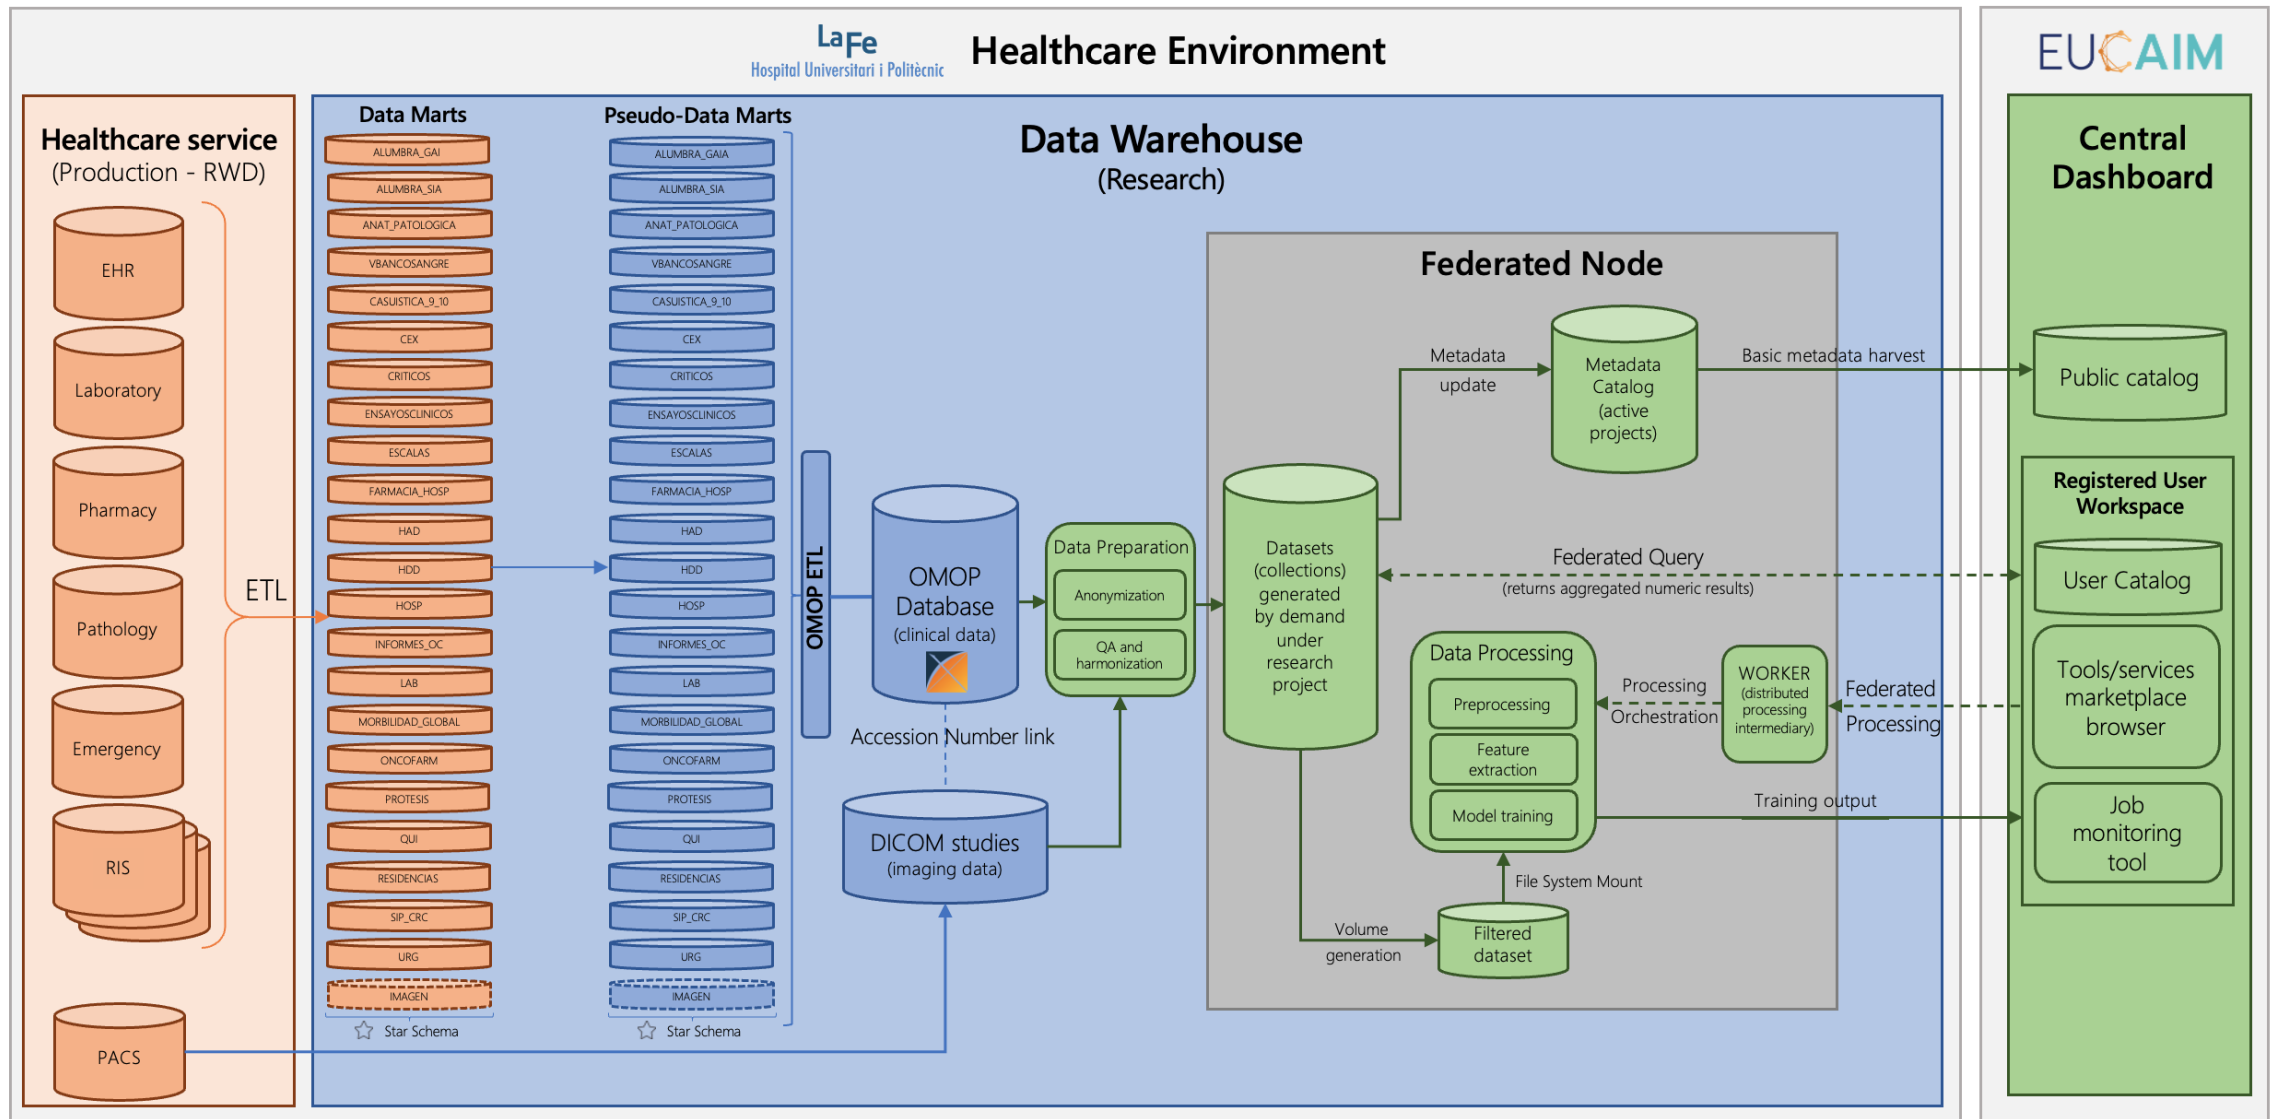 LaFe
Hospital Universitari i Politècnic
Healthcare Environment
EUCAIM
Healthcare service
(Production - RWD)
EHR
Laboratory
Pharmacy
Pathology
Emergency
RIS
PACS
ETL
Data Marts
ALUMBRA_GAI
ALUMBRA_SIA
ANAT_PATOLOGICA
VBANCOSANGRE
CASUISTICA_9_10
CEX
CRITICOS
ENSAYOSCLINICOS
ESCALAS
FARMACIA_HOSP
HAD
HDD
HOSP
INFORMES_OC
LAB
MORBILIDAD_GLOBAL
ONCOFARM
PROTESIS
QUI
RESIDENCIAS
SIP_CRC
URG
IMAGEN
Star Schema
Pseudo-Data Marts
ALUMBRA_GAIA
ALUMBRA_SIA
ANAT_PATOLOGICA
VBANCOSANGRE
CASUISTICA_9_10
CEX
CRITICOS
ENSAYOSCLINICOS
ESCALAS
FARMACIA_HOSP
HAD
HDD
HOSP
INFORMES_OC
LAB
MORBILIDAD_GLOBAL
ONCOFARM
PROTESIS
QUI
RESIDENCIAS
SIP_CRC
URG
IMAGEN
Star Schema
Data Warehouse
(Research)
OMOP ETL
OMOP
Database
(clinical data)
Accession Number link
DICOM studies
(imaging data)
Data Preparation
Anonymization
QA and
harmonization
Federated Node
Datasets
(collections)
generated
by demand
under
research
project
Metadata
update
Metadata
Catalog
(active
projects)
Basic metadata harvest
Federated Query
(returns aggregated numeric results)
Data Processing
Preprocessing
Feature
extraction
Model training
Processing
Orchestration
WORKER
(distributed
processing
intermediary)
Federated
Processing
Training output
File System Mount
Volume
generation
Filtered
dataset
Central
Dashboard
Public catalog
Registered User
Workspace
User Catalog
Tools/services
marketplace
browser
Job
monitoring
tool